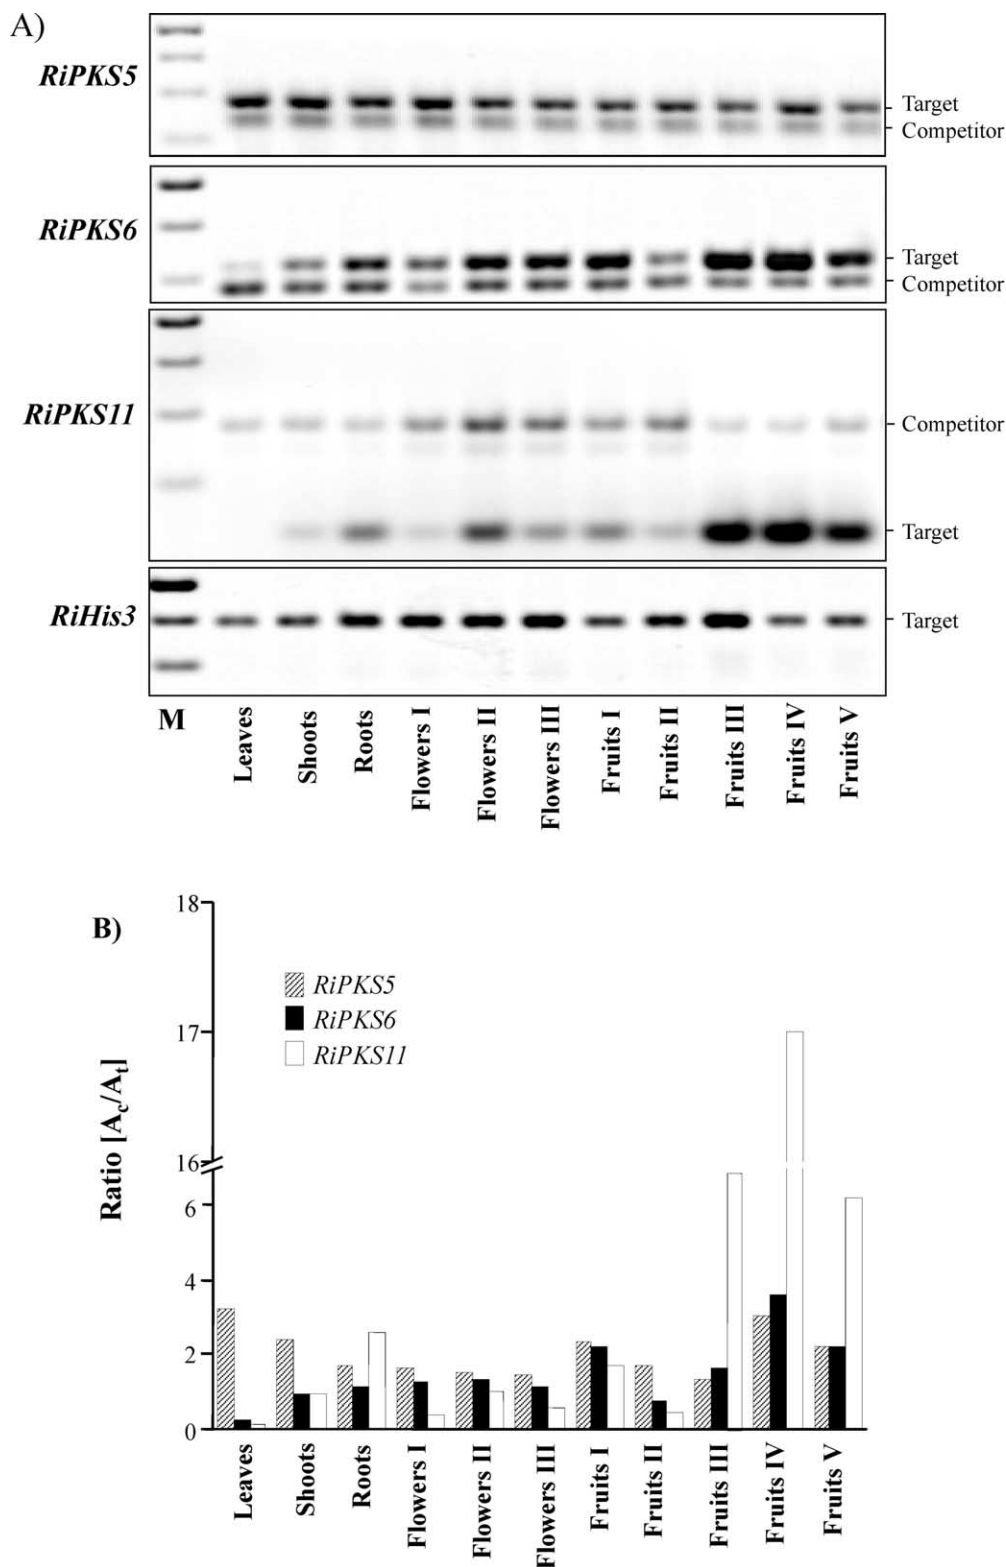 A)
RiPKS5
Target
Competitor
RiPKS6
Target
Competitor
RiPKS11
Competitor
Target
RiHis3
Target
M
Leaves
Shoots
Roots
Flowers I
Flowers II
Flowers III
Fruits I
Fruits II
Fruits III
Fruits IV
Fruits V
B)
18
17
16
6
4
2
0
Ratio [Ac/At]
RiPKS5
RiPKS6
RiPKS11
Leaves
Shoots
Roots
Flowers I
Flowers II
Flowers III
Fruits I
Fruits II
Fruits III
Fruits IV
Fruits V